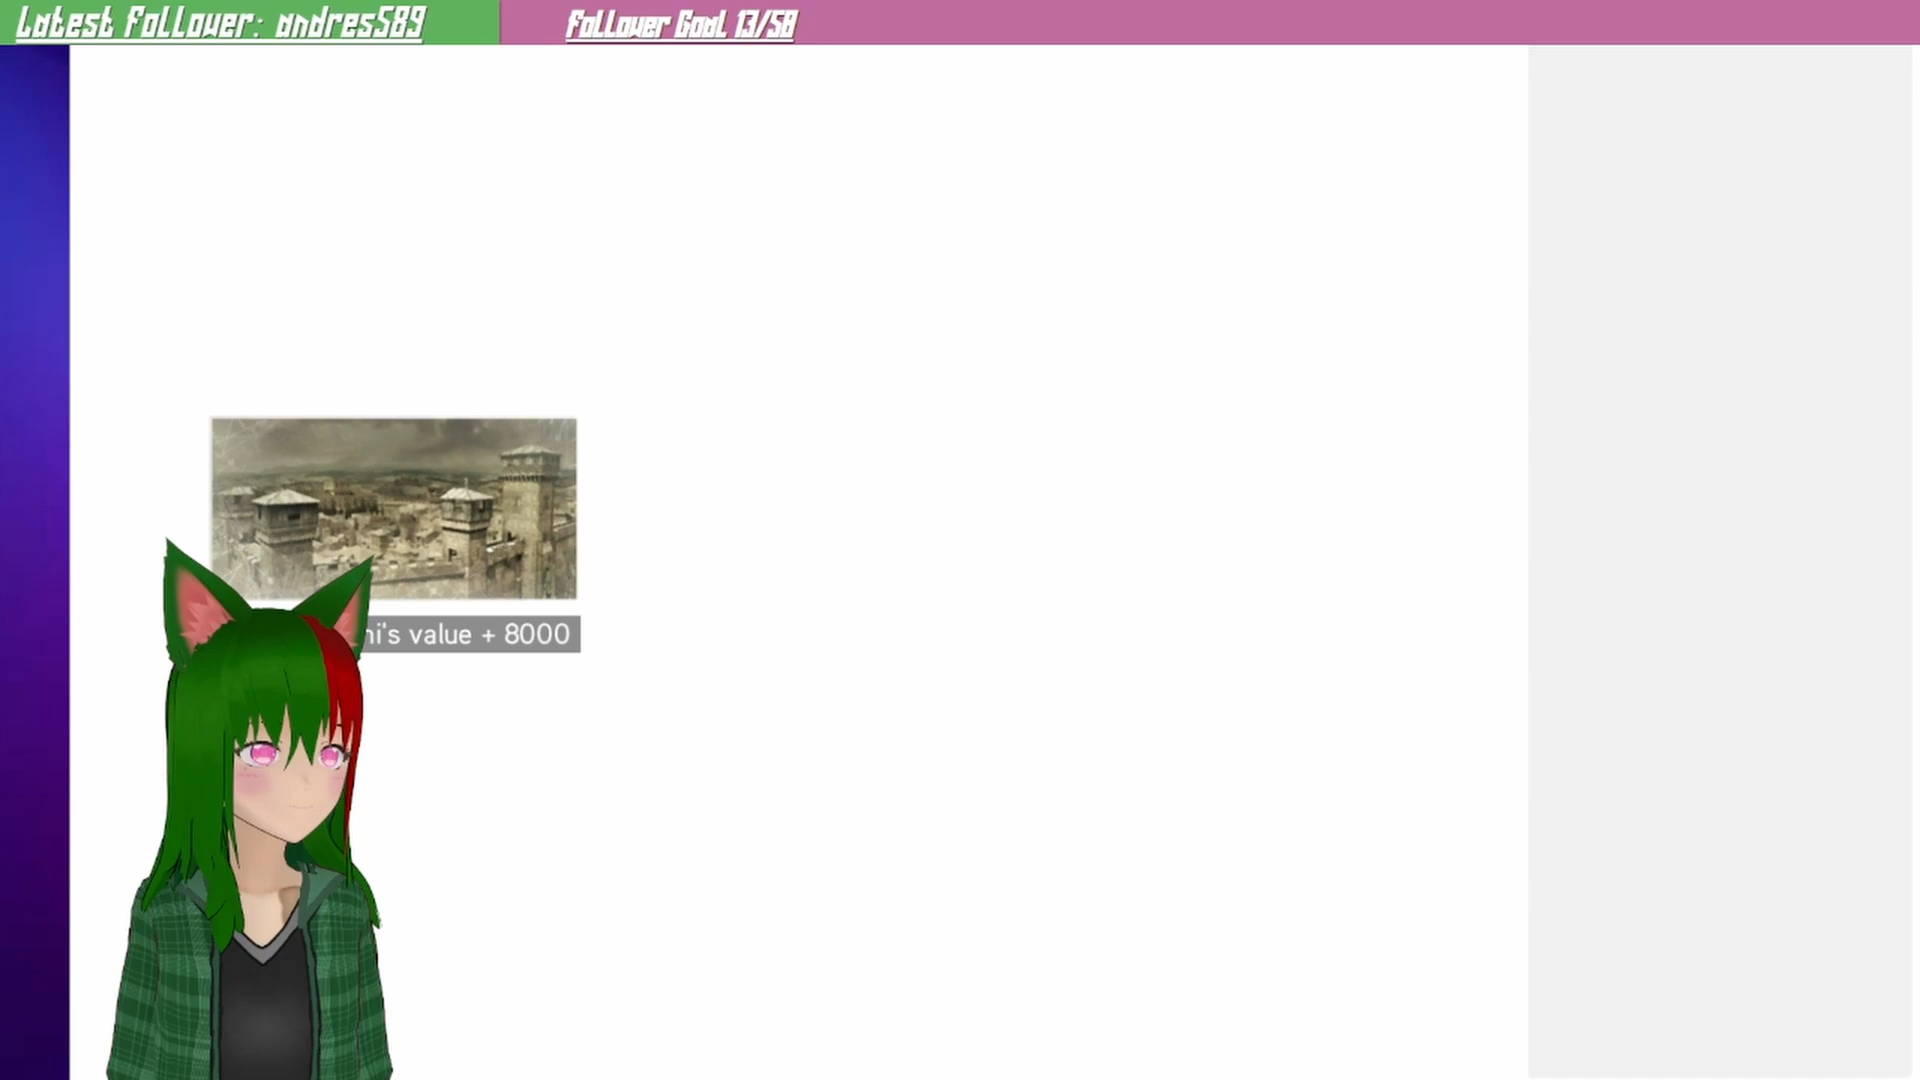 Latest Follower: andres589
Follower Goal 13/50
value + 8000